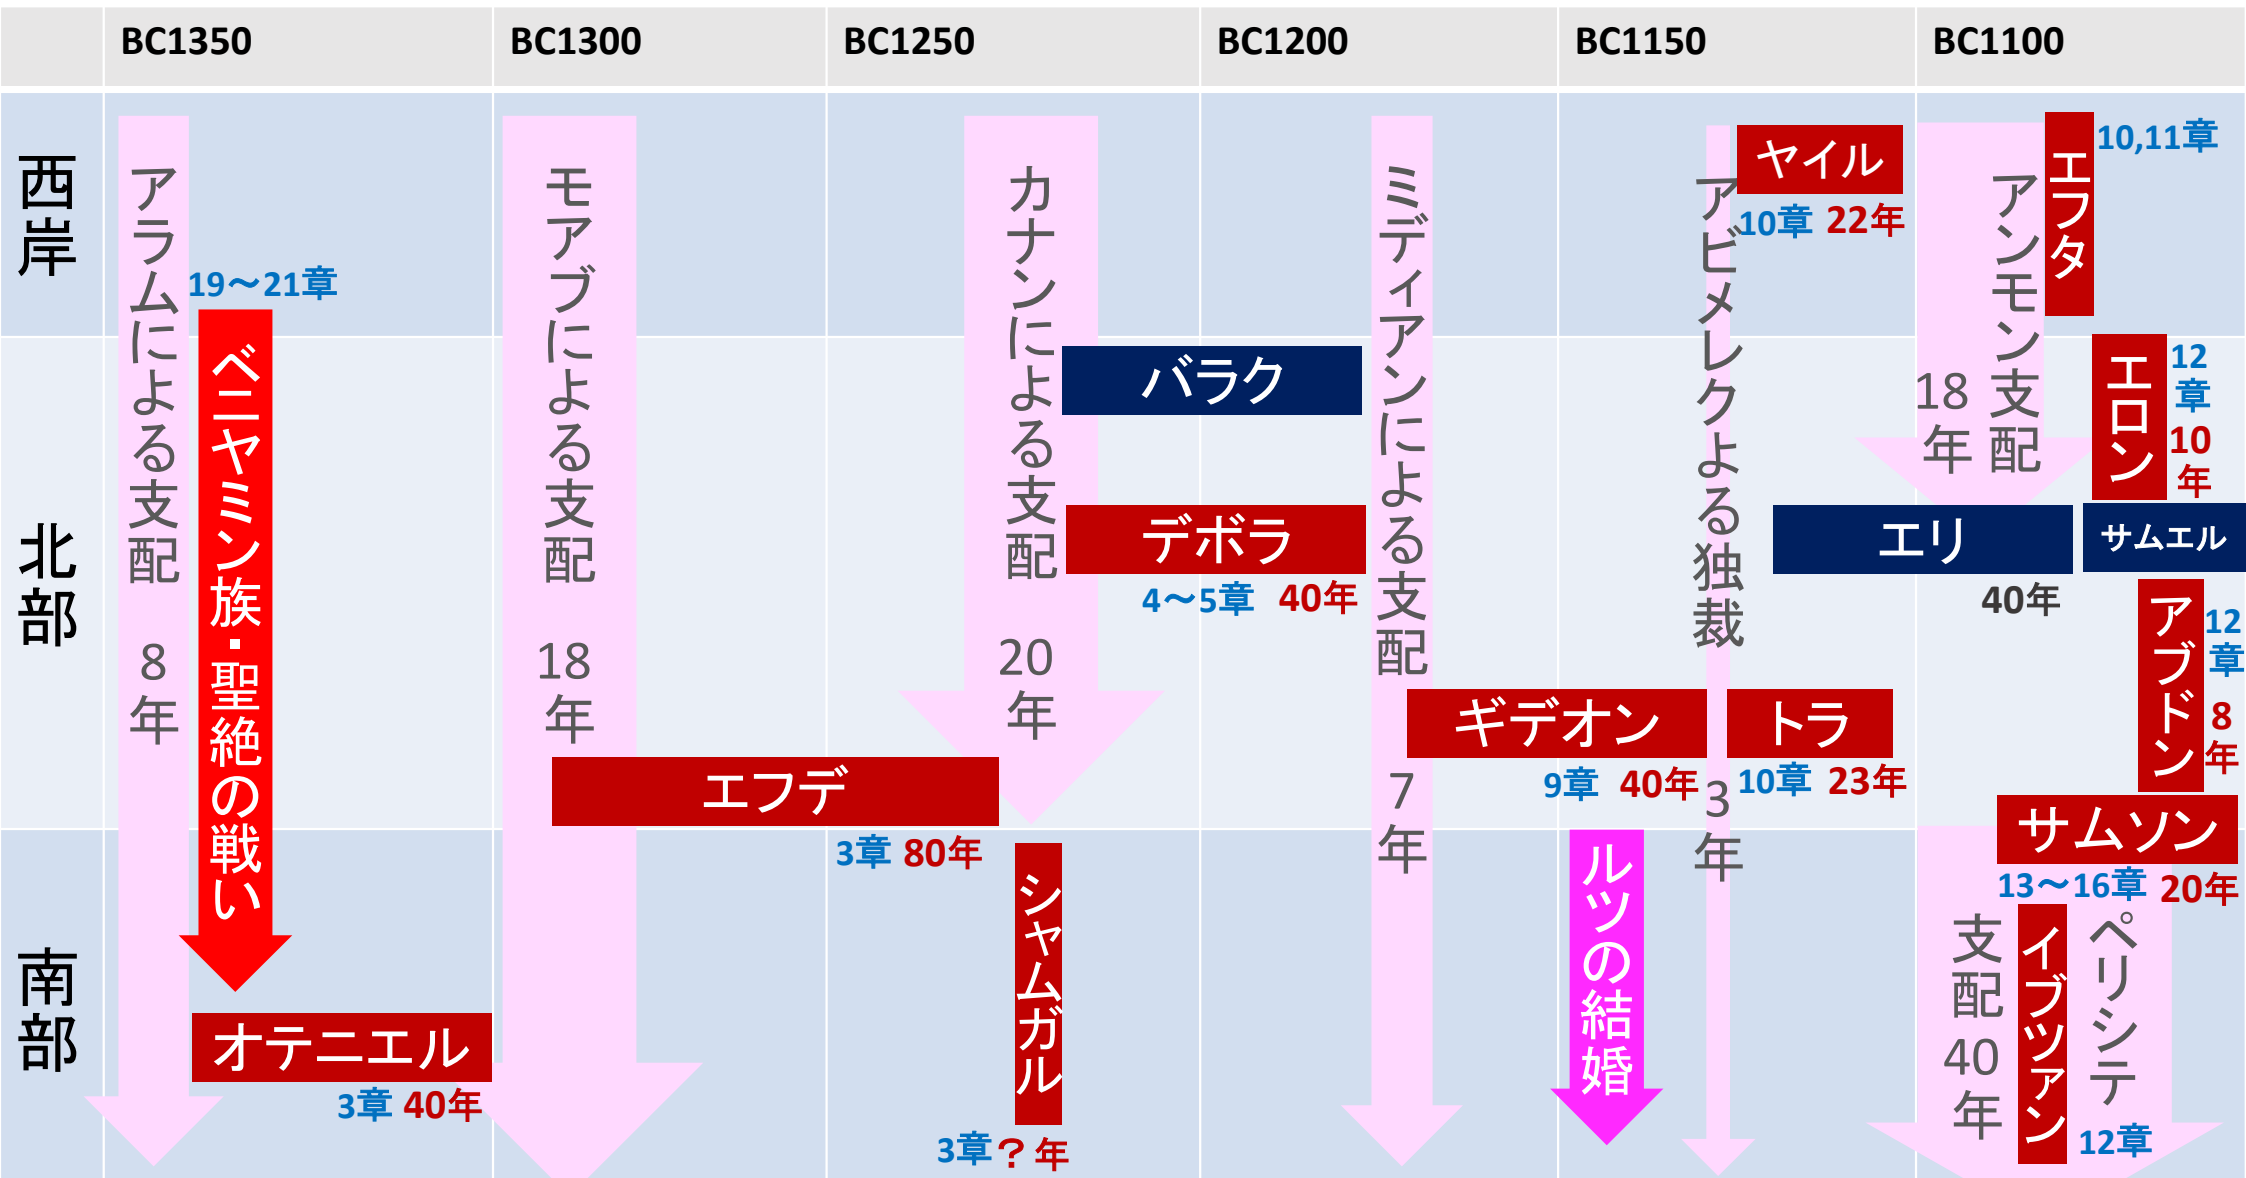 BC1350
BC1300
BC1250
BC1200
BC1150
BC1100
西岸
北部
南部
アラムによる支配 8年
19～21章
ベニヤミン族・聖絶の戦い
オテニエル
3章 40年
モアブによる支配 18年
エフデ
3章 80年
カナンによる支配 20年
バラク
デボラ
4～5章 40年
シャムガル
3章？年
ミディアンによる支配 7年
ギデオン
9章 40年
ルツの結婚
アビメレクによる独裁 3年
ヤイル
10章 22年
トラ
10章 23年
アンモン支配
18年
エフタ
10,11章
エロン
12章
10年
エリ
40年
サムエル
アブドン
12章
8年
サムソン
13～16章 20年
ペリシテ
支配40年
イブツァン
12章